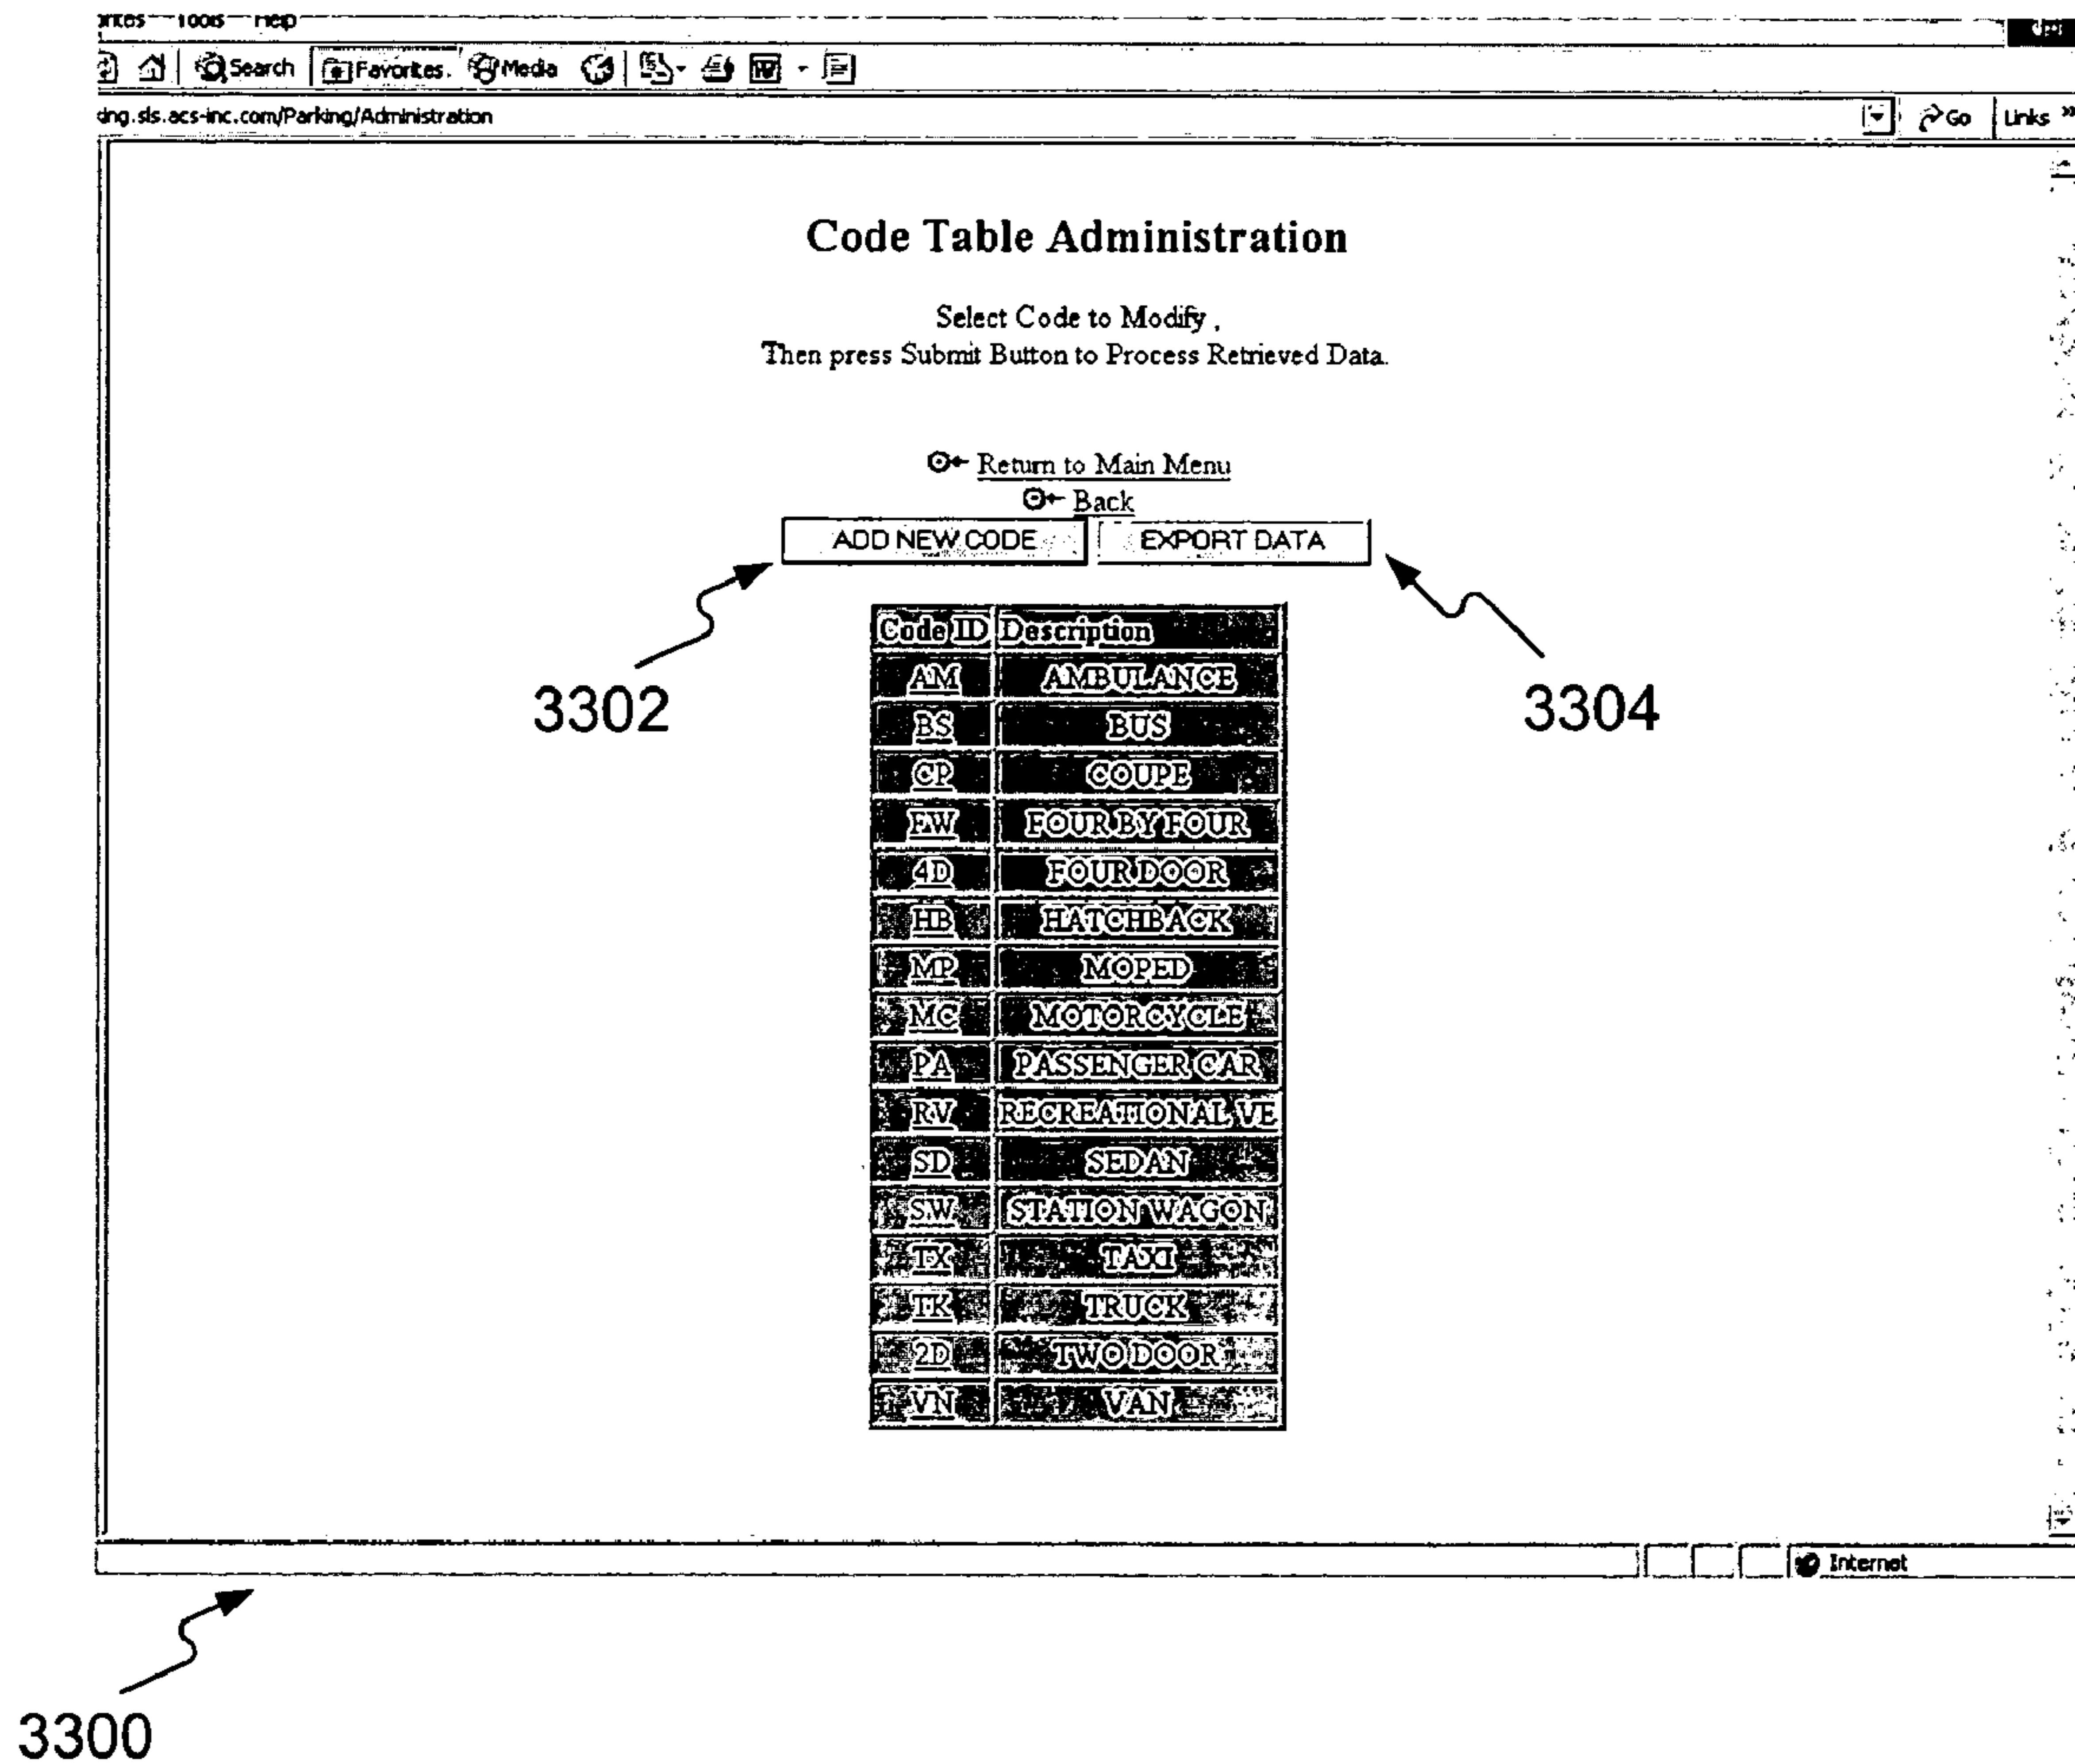 Tools Help
Search Favorites Media
dng.sls.acs-inc.com/Parking/Administration Go Links »
Code Table Administration
Select Code to Modify ,
Then press Submit Button to Process Retrieved Data.
Return to Main Menu
Back
ADD NEW CODE EXPORT DATA
3302
3304
Code ID Description
AM AMBULANCE
BS BUS
CP COUPE
FW FOUR BY FOUR
4D FOUR DOOR
HB HATCHBACK
MP MOPED
MC MOTORCYCLE
PA PASSENGER CAR
RV RECREATIONAL VE
SD SEDAN
SW STATION WAGON
TX TAXI
TK TRUCK
2D TWO DOOR
VN VAN
Internet
3300